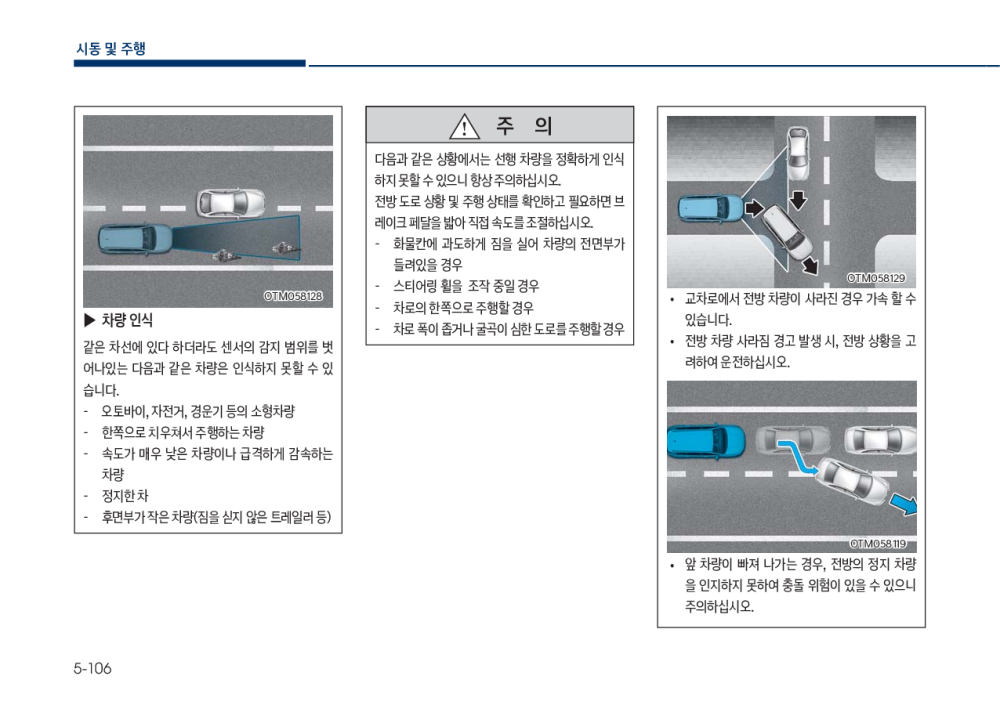 시동 및 주행
OTM058128
▶ 차량 인식
같은 차선에 있다 하더라도 센서의 감지 범위를 벗
어나있는 다음과 같은 차량은 인식하지 못할 수 있
습니다.
- 오토바이, 자전거, 경운기 등의 소형차량
- 한쪽으로 치우쳐서 주행하는 차량
- 속도가 매우 낮은 차량이나 급격하게 감속하는
차량
- 정지한 차
- 후면부가 작은 차량(짐을 싣지 않은 트레일러 등)
주 의
다음과 같은 상황에서는 선행 차량을 정확하게 인식
하지 못할 수 있으니 항상 주의하십시오.
전방 도로 상황 및 주행 상태를 확인하고 필요하면 브
레이크 페달을 밟아 직접 속도를 조절하십시오.
- 화물칸에 과도하게 짐을 실어 차량의 전면부가
들려있을 경우
- 스티어링 휠을 조작 중일 경우
- 차로의 한쪽으로 주행할 경우
- 차로 폭이 좁거나 굴곡이 심한 도로를 주행할 경우
OTM058129
• 교차로에서 전방 차량이 사라진 경우 가속 할 수
있습니다.
• 전방 차량 사라짐 경고 발생 시, 전방 상황을 고
려하여 운전하십시오.
OTM058119
• 앞 차량이 빠져 나가는 경우, 전방의 정지 차량
을 인지하지 못하여 충돌 위험이 있을 수 있으니
주의하십시오.
5-106